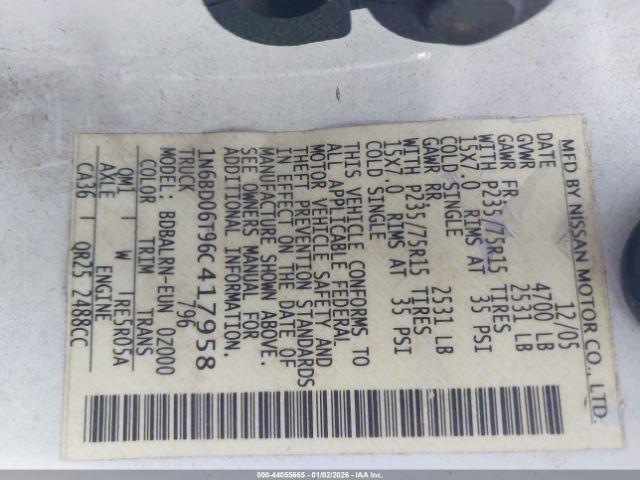 MFD BY NISSAN MOTOR CO., LTD.
DATE 12/05
GVWR 4700 LB
GAWR FR. 2531 LB
WITH P235/75R15 TIRES
15X7.0 RIMS AT 35 PSI
COLD SINGLE
GAWR RR. 2531 LB
WITH P235/75R15 TIRES
15X7.0 RIMS AT 35 PSI
COLD SINGLE
THIS VEHICLE CONFORMS TO
ALL APPLICABLE FEDERAL
MOTOR VEHICLE SAFETY AND
THEFT PREVENTION STANDARDS
IN EFFECT ON THE DATE OF
MANUFACTURE SHOWN ABOVE.
SEE OWNERS MANUAL FOR
ADDITIONAL INFORMATION.
1N6BD06T96C417958
TRUCK 796
MODEL: BDBALRN-EUN 0Z000
COLOR TRIM TRANS
QM1 W RE5R05A
AXLE ENGINE
CA36 QR25 2488CC
000-44055665 - 01/02/2026 - IAA Inc.